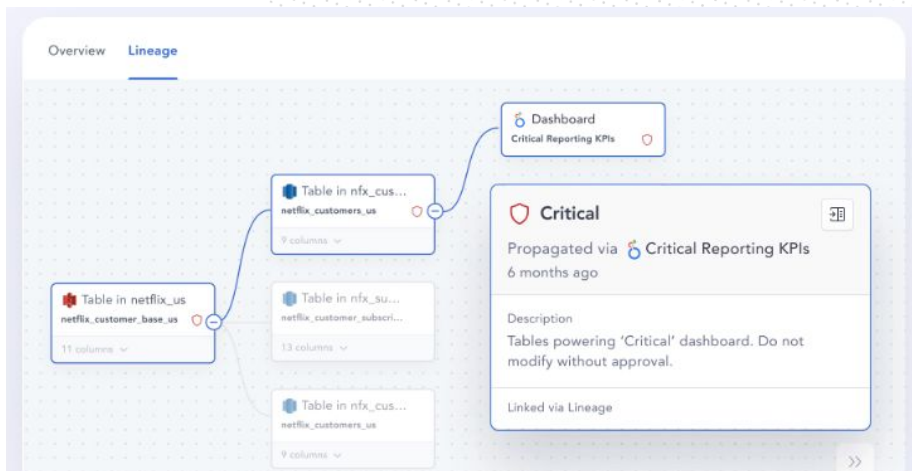 Overview
Lineage
Dashboard
Critical Reporting KPIs
Table in nfx_cus...
netflix_customers_us
9 columns
Table in netflix_us
netflix_customer_base_us
11 columns
Table in nfx_su...
netflix_customer_subscri...
13 columns
Table in nfx_cus...
netflix_customers_us
9 columns
Critical
Propagated via Critical Reporting KPIs
6 months ago
Description
Tables powering ‘Critical’ dashboard. Do not
modify without approval.
Linked via Lineage